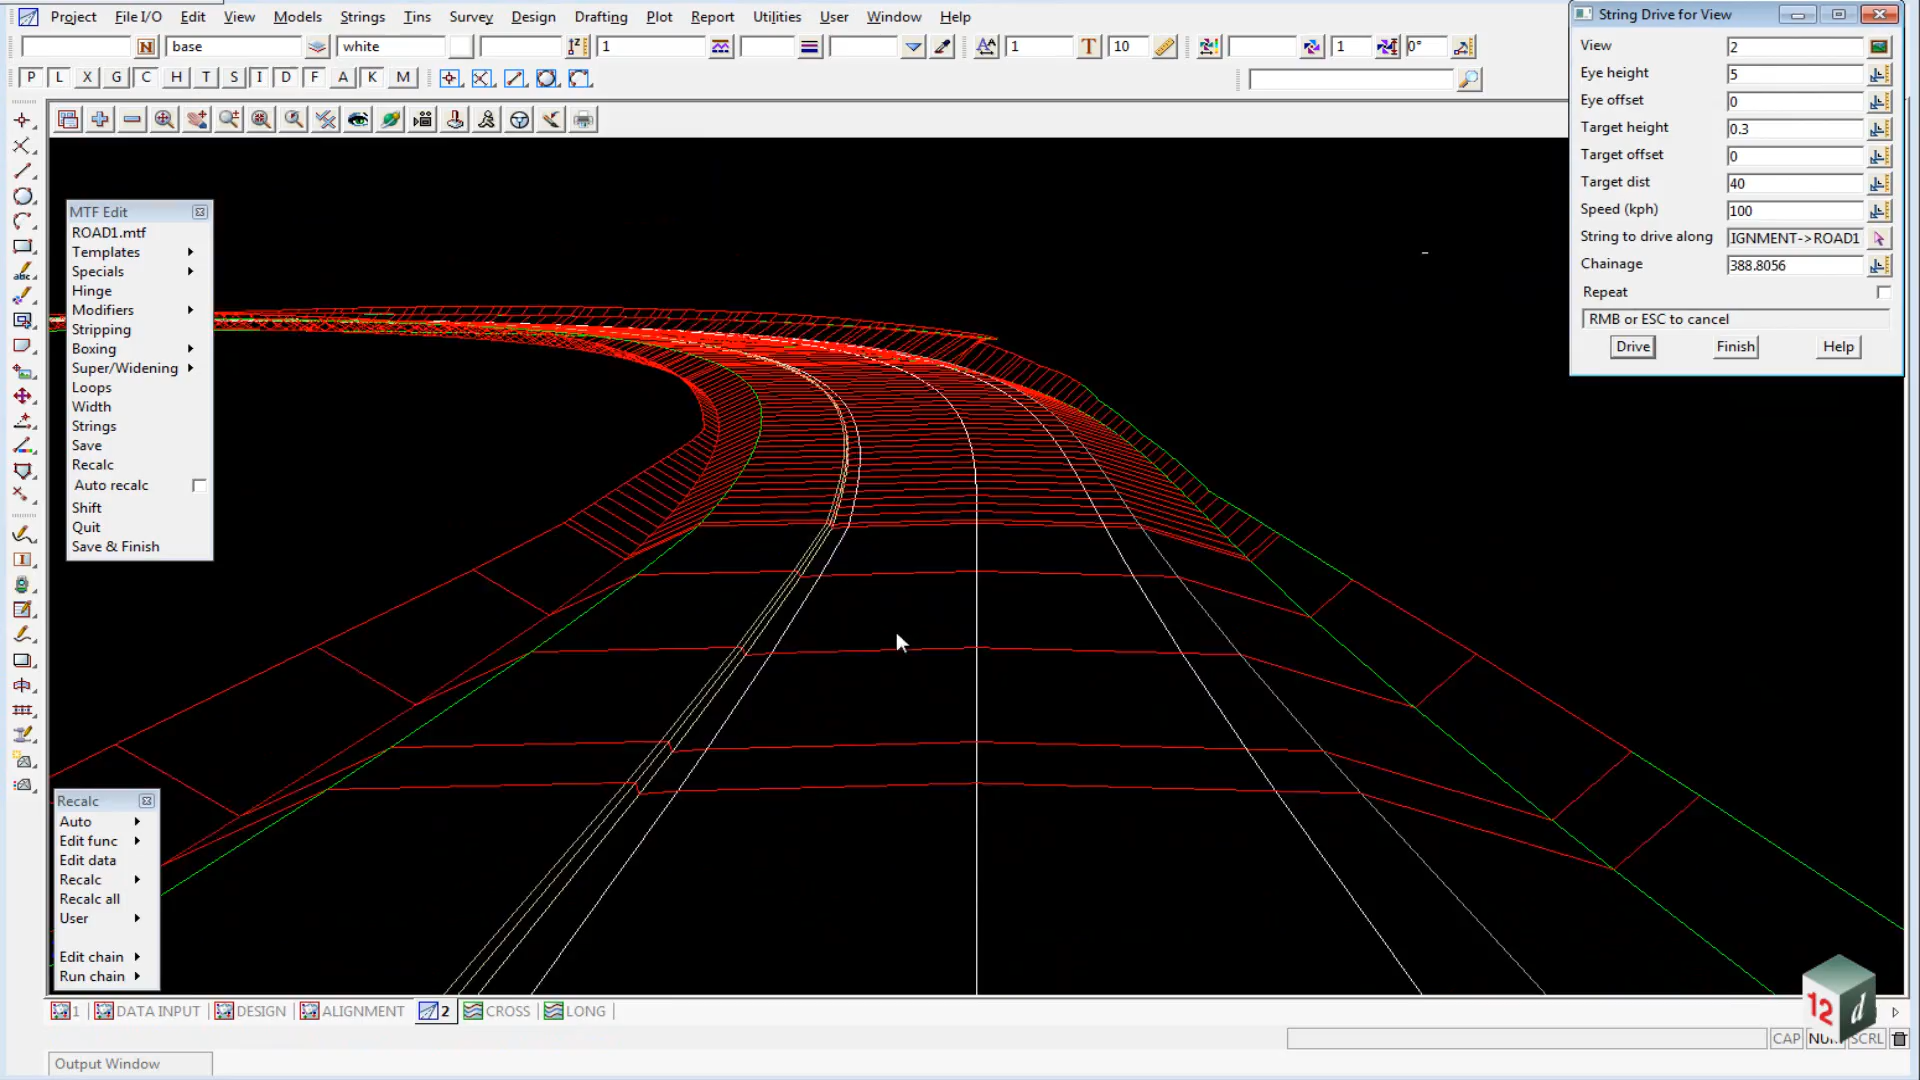 Project File I/O Edit View Models Strings Tins Survey Design Drafting Plot Report Utilities User Window Help
N base white 1 1 T 10 1 0°
P L X G C H T S I D F A K M
String Drive for View
View 2
Eye height 5
Eye offset 0
Target height 0.3
Target offset 0
Target dist 40
Speed (kph) 100
String to drive along IGNMENT->ROAD1
Chainage 388.8056
Repeat
RMB or ESC to cancel
Drive Finish Help
MTF Edit
ROAD1.mtf
Templates
Specials
Hinge
Modifiers
Stripping
Boxing
Super/Widening
Loops
Width
Strings
Save
Recalc
Auto recalc
Shift
Quit
Save & Finish
Recalc
Auto
Edit func
Edit data
Recalc
Recalc all
User
Edit chain
Run chain
1 DATA INPUT DESIGN ALIGNMENT 2 CROSS LONG
12 d
CAP NUM SCRL
Output Window